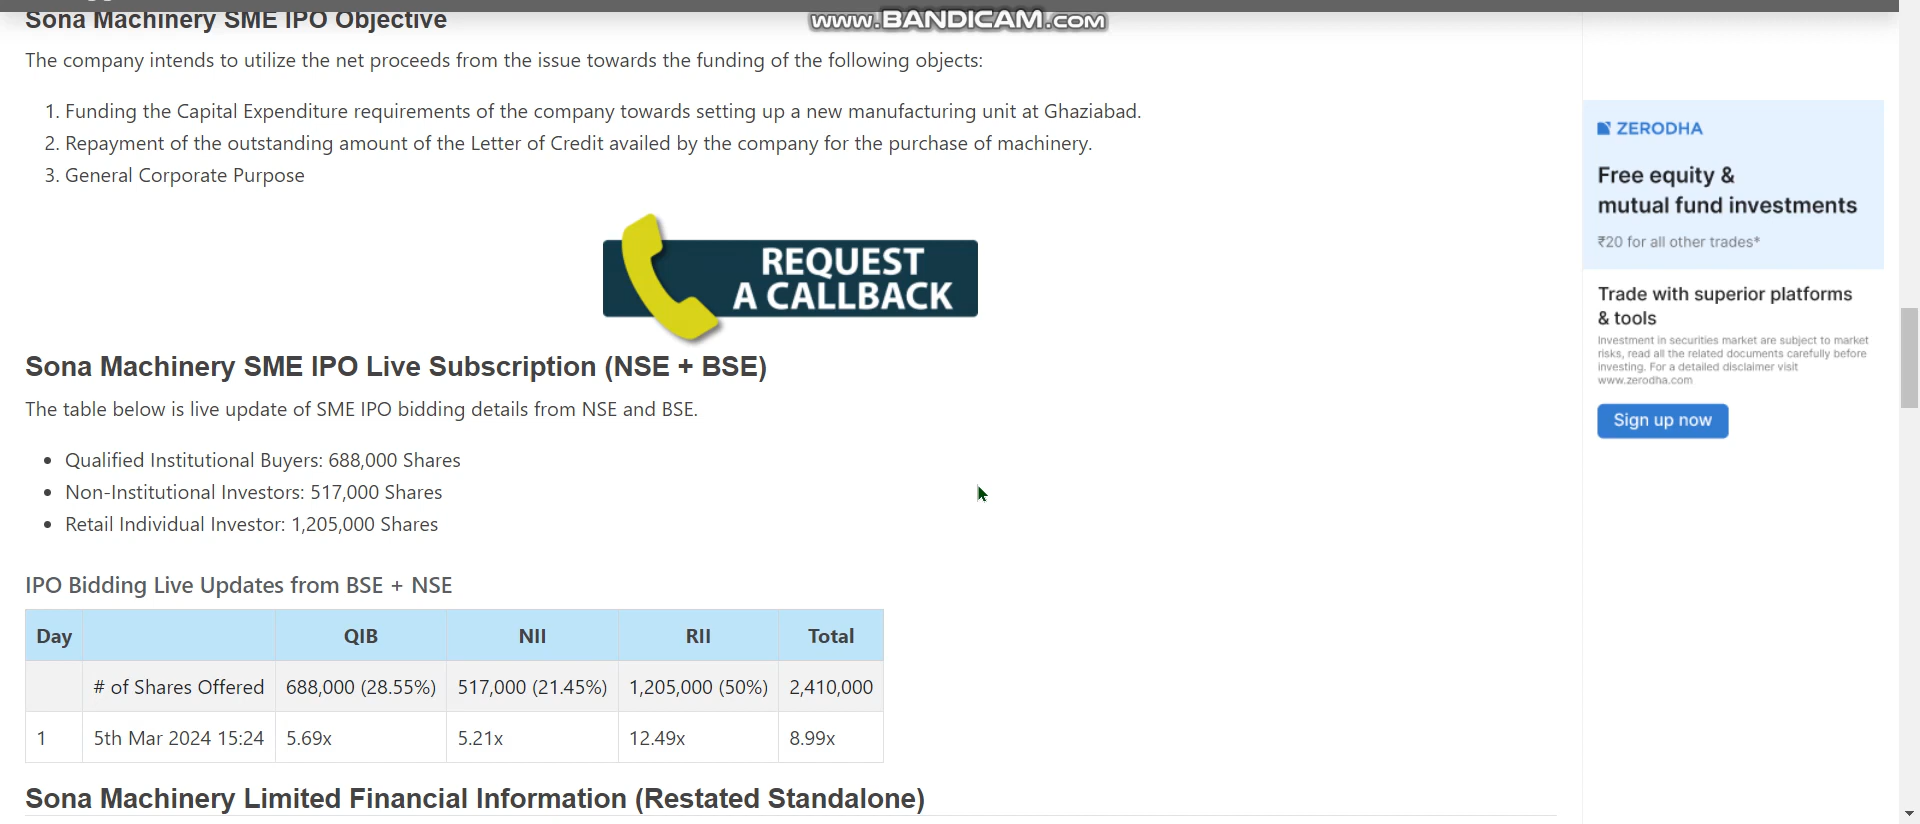 Sona Machinery SME IPO Objective
www.BANDICAM.com
The company intends to utilize the net proceeds from the issue towards the funding of the following objects:
1. Funding the Capital Expenditure requirements of the company towards setting up a new manufacturing unit at Ghaziabad.
2. Repayment of the outstanding amount of the Letter of Credit availed by the company for the purchase of machinery.
3. General Corporate Purpose
REQUEST
A CALLBACK
Sona Machinery SME IPO Live Subscription (NSE + BSE)
The table below is live update of SME IPO bidding details from NSE and BSE.
• Qualified Institutional Buyers: 688,000 Shares
• Non-Institutional Investors: 517,000 Shares
• Retail Individual Investor: 1,205,000 Shares
IPO Bidding Live Updates from BSE + NSE
Day QIB NII RII Total
# of Shares Offered 688,000 (28.55%) 517,000 (21.45%) 1,205,000 (50%) 2,410,000
1 5th Mar 2024 15:24 5.69x 5.21x 12.49x 8.99x
Sona Machinery Limited Financial Information (Restated Standalone)
ZERODHA
Free equity &
mutual fund investments
₹20 for all other trades*
Trade with superior platforms
& tools
Investment in securities market are subject to market
risks, read all the related documents carefully before
investing. For a detailed disclaimer visit
www.zerodha.com
Sign up now